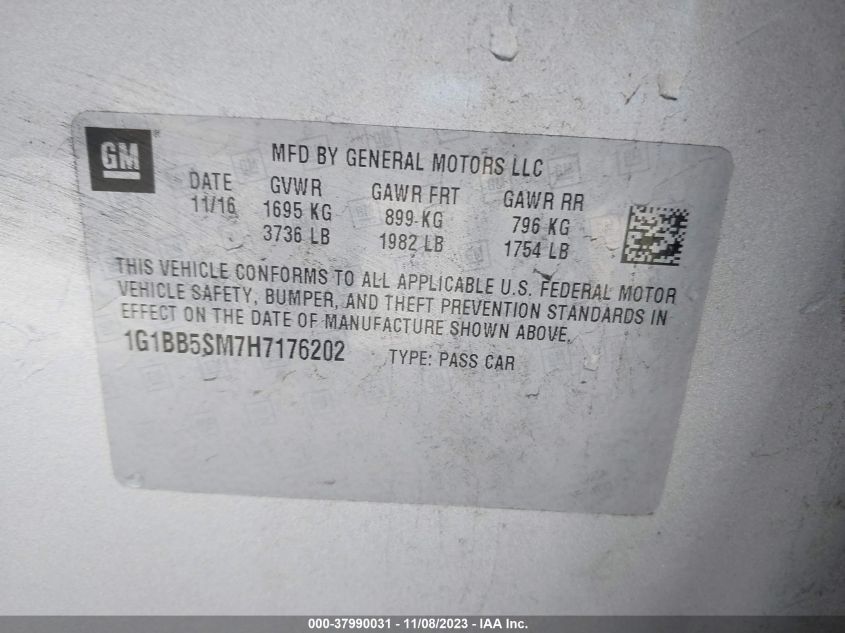 GM
MFD BY GENERAL MOTORS LLC
DATE GVWR GAWR FRT GAWR RR
11/16 1695 KG 899 KG 796 KG
3736 LB 1982 LB 1754 LB
THIS VEHICLE CONFORMS TO ALL APPLICABLE U.S. FEDERAL MOTOR
VEHICLE SAFETY, BUMPER, AND THEFT PREVENTION STANDARDS IN
EFFECT ON THE DATE OF MANUFACTURE SHOWN ABOVE.
1G1BB5SM7H7176202 TYPE: PASS CAR
000-37990031 - 11/08/2023 - IAA Inc.